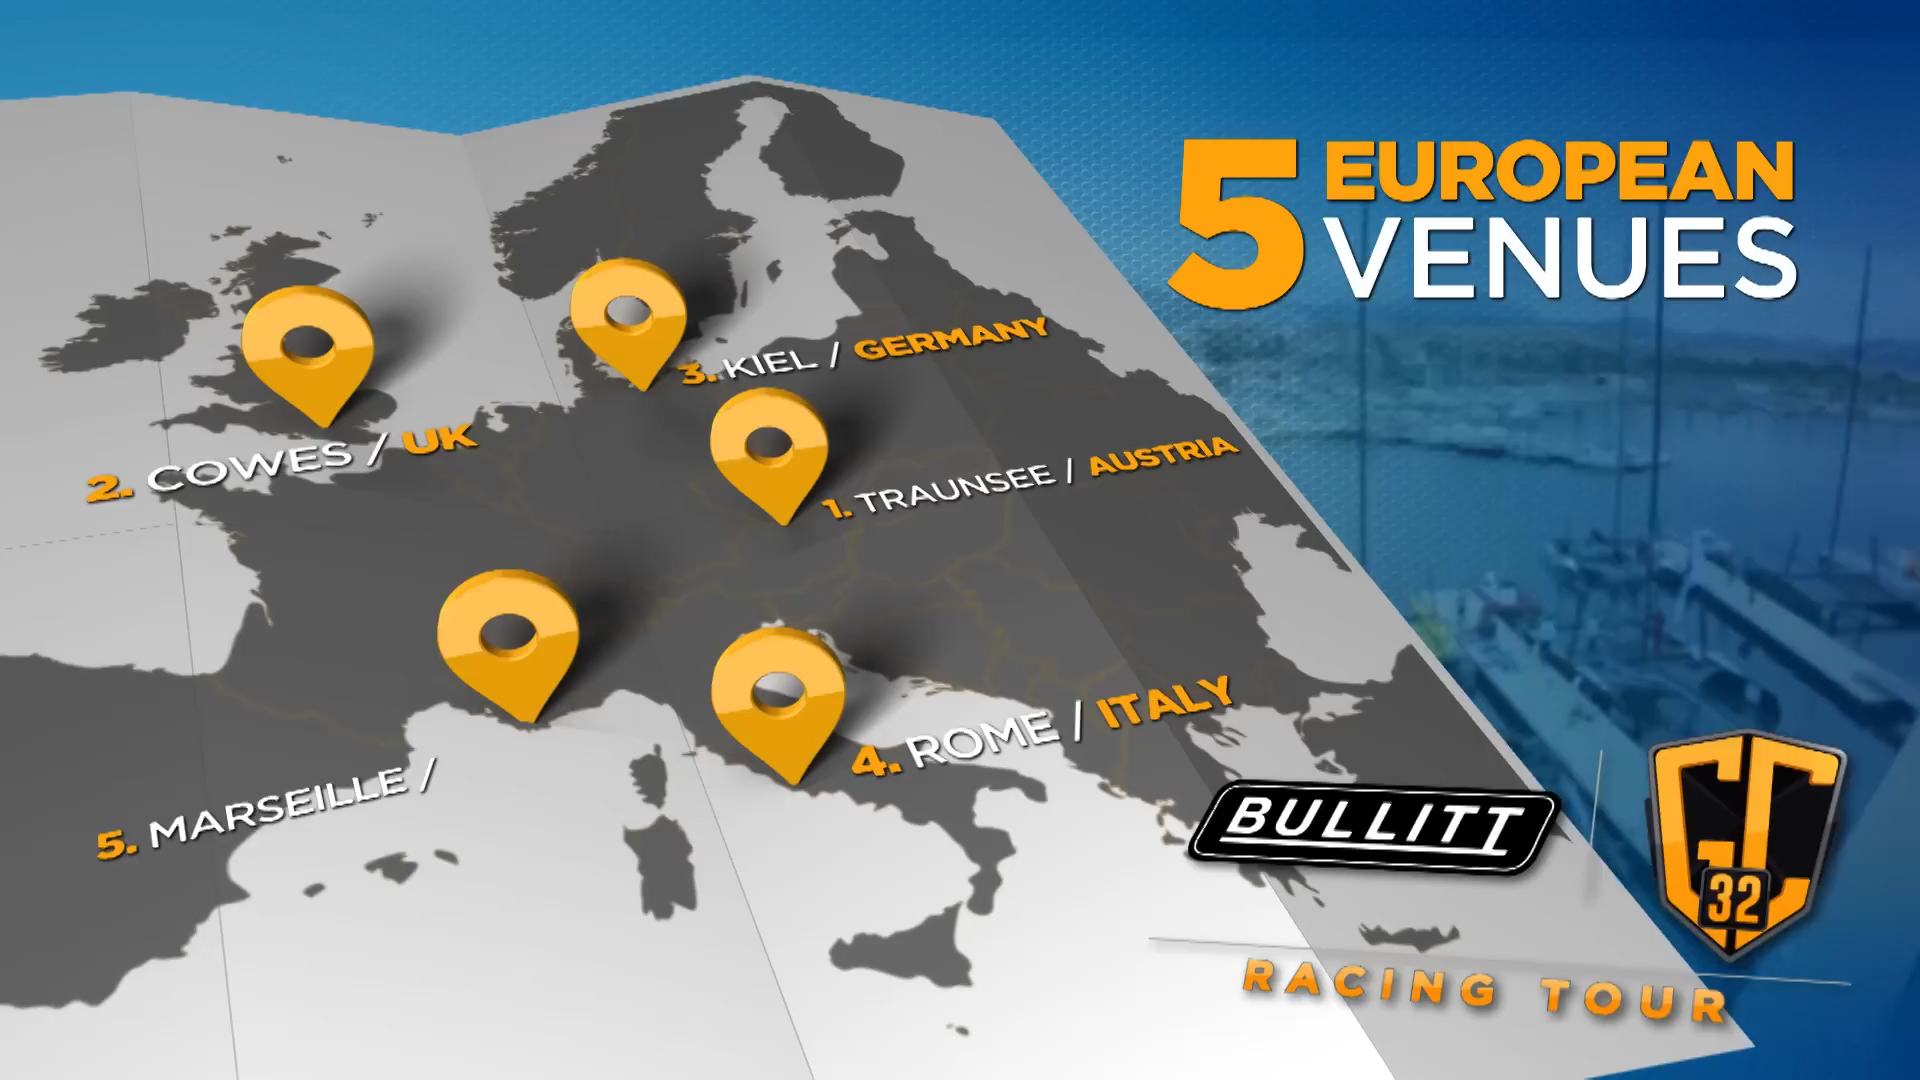 5 EUROPEAN
VENUES
3. KIEL / GERMANY
2. COWES / UK
1. TRAUNSEE / AUSTRIA
4. ROME / ITALY
5. MARSEILLE /
BULLITT
GC
32
RACING TOUR